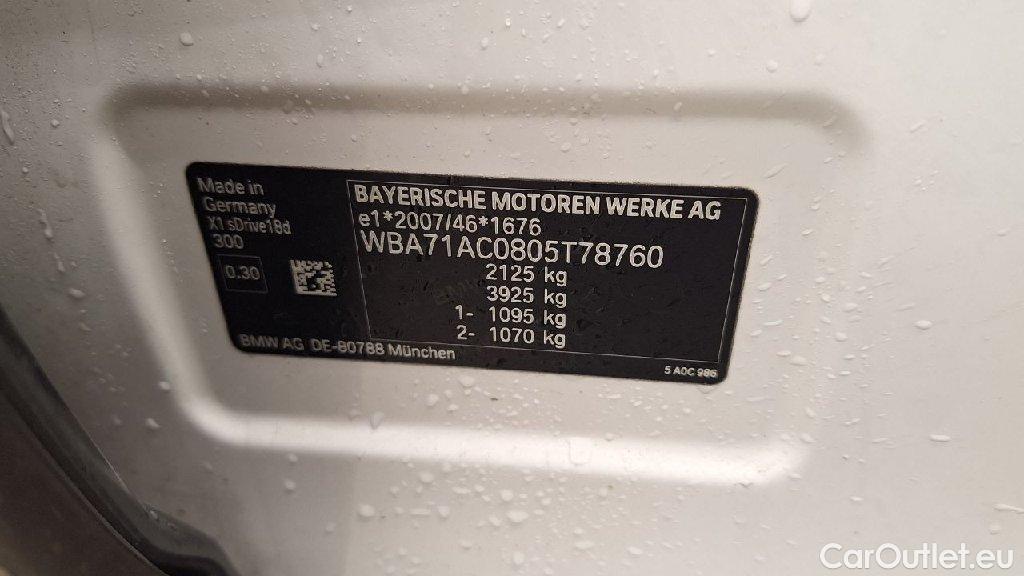 Made in
Germany
X1 sDrive18d
300
0.30
BAYERISCHE MOTOREN WERKE AG
e1*2007/46*1676
WBA71AC0805T78760
2125 kg
3925 kg
1- 1095 kg
2- 1070 kg
BMW AG DE-80788 München
5 A0C 986
CarOutlet.eu